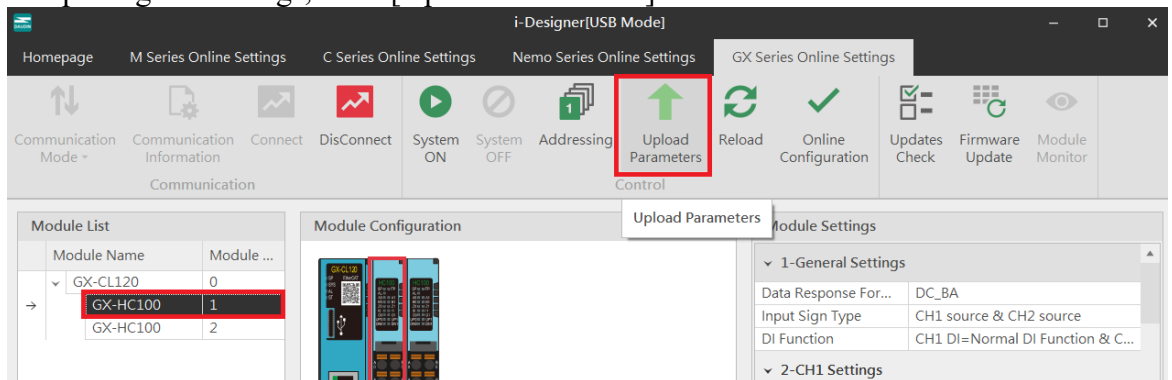 i-Designer[USB Mode]
Homepage M Series Online Settings C Series Online Settings Nemo Series Online Settings GX Series Online Settings
Communication Mode Communication Information Connect DisConnect System ON System OFF Addressing Upload Parameters Reload Online Configuration Updates Check Firmware Update Module Monitor
Communication Control
Upload Parameters
Module List Module Configuration Module Settings
Module Name Module ...
GX-CL120 0
GX-HC100 1
GX-HC100 2
GX-CL120
1-General Settings
Data Response For... DC_BA
Input Sign Type CH1 source & CH2 source
DI Function CH1 DI=Normal DI Function & C...
2-CH1 Settings